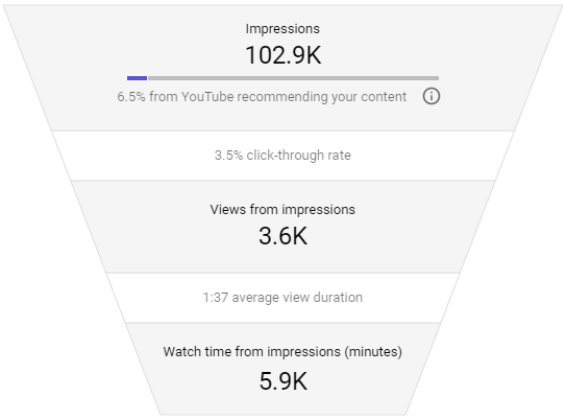 Impressions
102.9K
6.5% from YouTube recommending your content
3.5% click-through rate
Views from impressions
3.6K
1:37 average view duration
Watch time from impressions (minutes)
5.9K